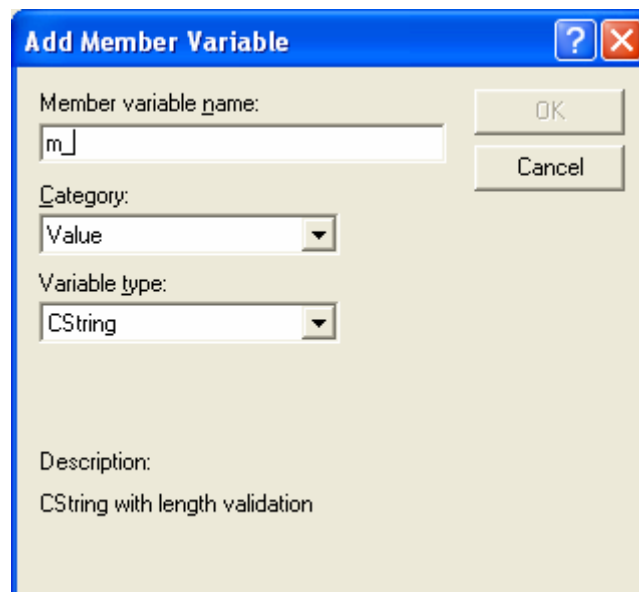 Add Member Variable
Member variable name:
OK
m_
Cancel
Category:
Value
Variable type:
CString
Description:
CString with length validation